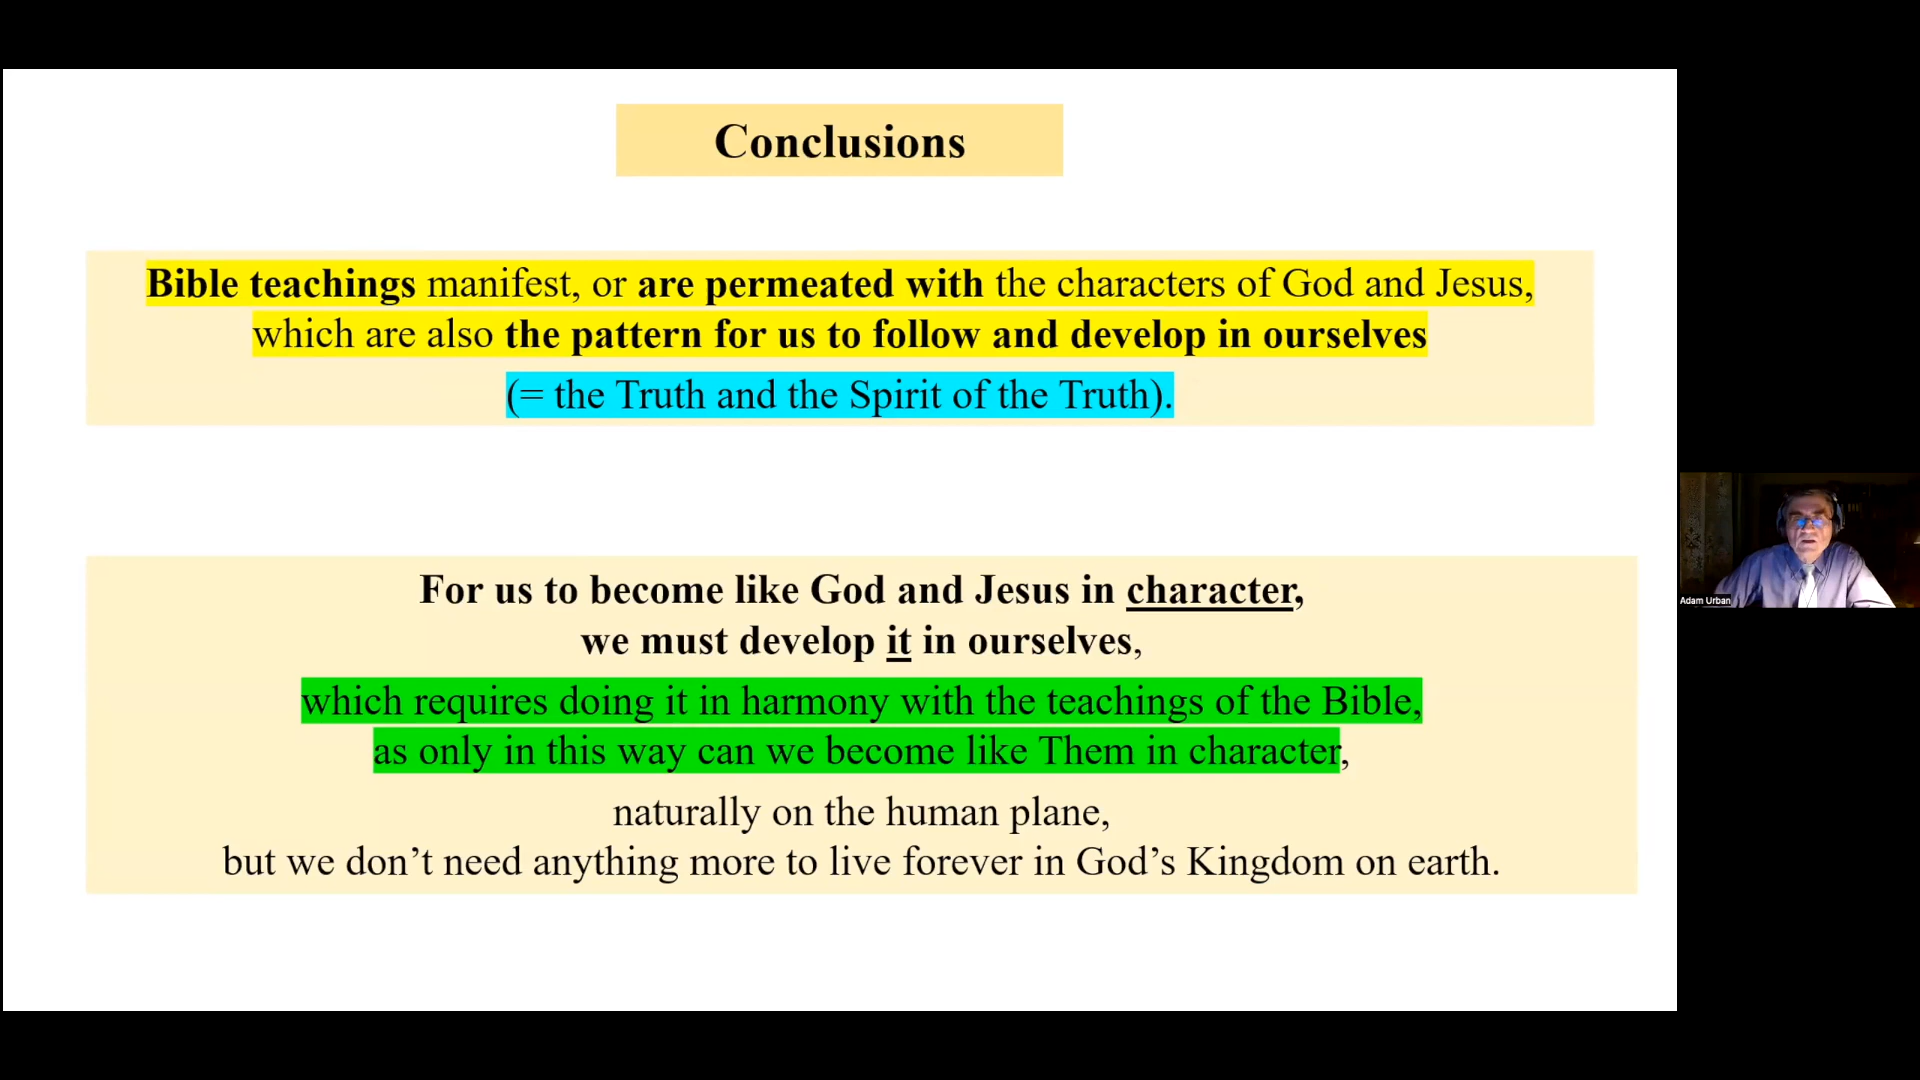 Conclusions
Bible teachings manifest, or are permeated with the characters of God and Jesus,
which are also the pattern for us to follow and develop in ourselves
(= the Truth and the Spirit of the Truth).
For us to become like God and Jesus in character,
we must develop it in ourselves,
which requires doing it in harmony with the teachings of the Bible,
as only in this way can we become like Them in character,
naturally on the human plane,
but we don’t need anything more to live forever in God’s Kingdom on earth.
Adam Urban